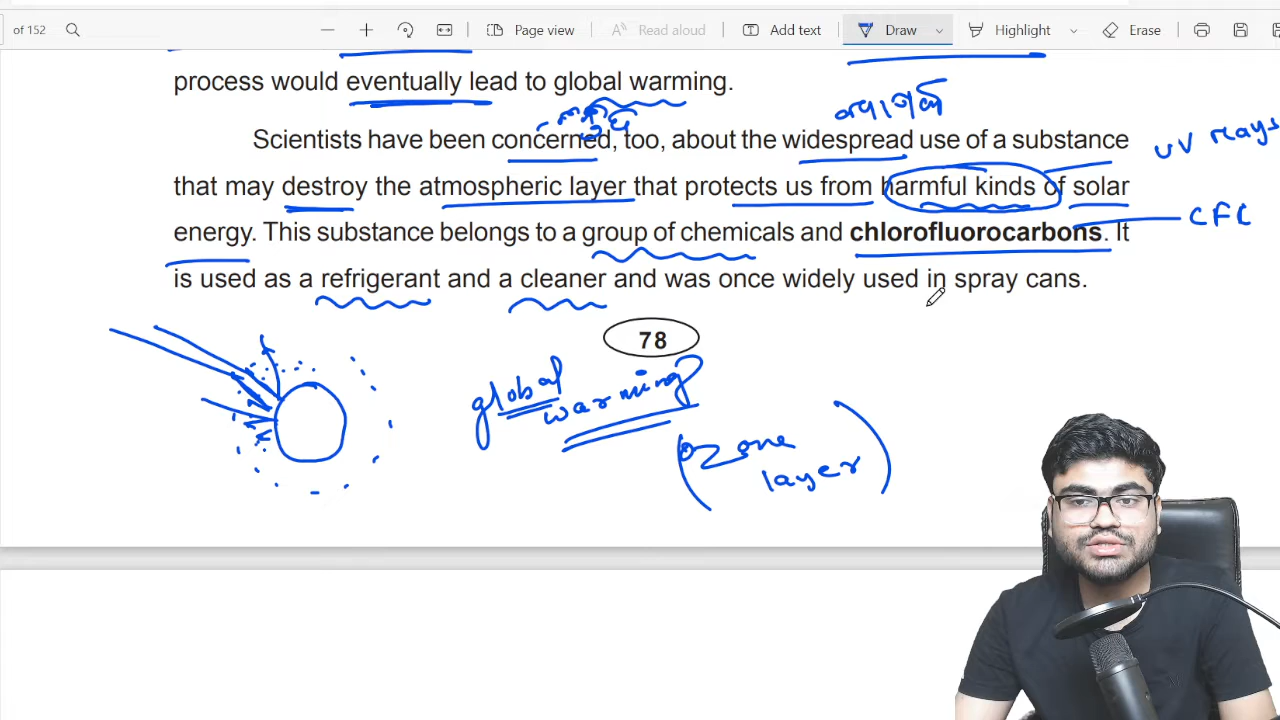 of 152 Page view Read aloud Add text Draw Highlight Erase
process would eventually lead to global warming.
Scientists have been concerned, too, about the widespread use of a substance
UV rays
that may destroy the atmospheric layer that protects us from harmful kinds of solar
CFC
energy. This substance belongs to a group of chemicals and chlorofluorocarbons. It
is used as a refrigerant and a cleaner and was once widely used in spray cans.
78
global
warming
ozone
layer